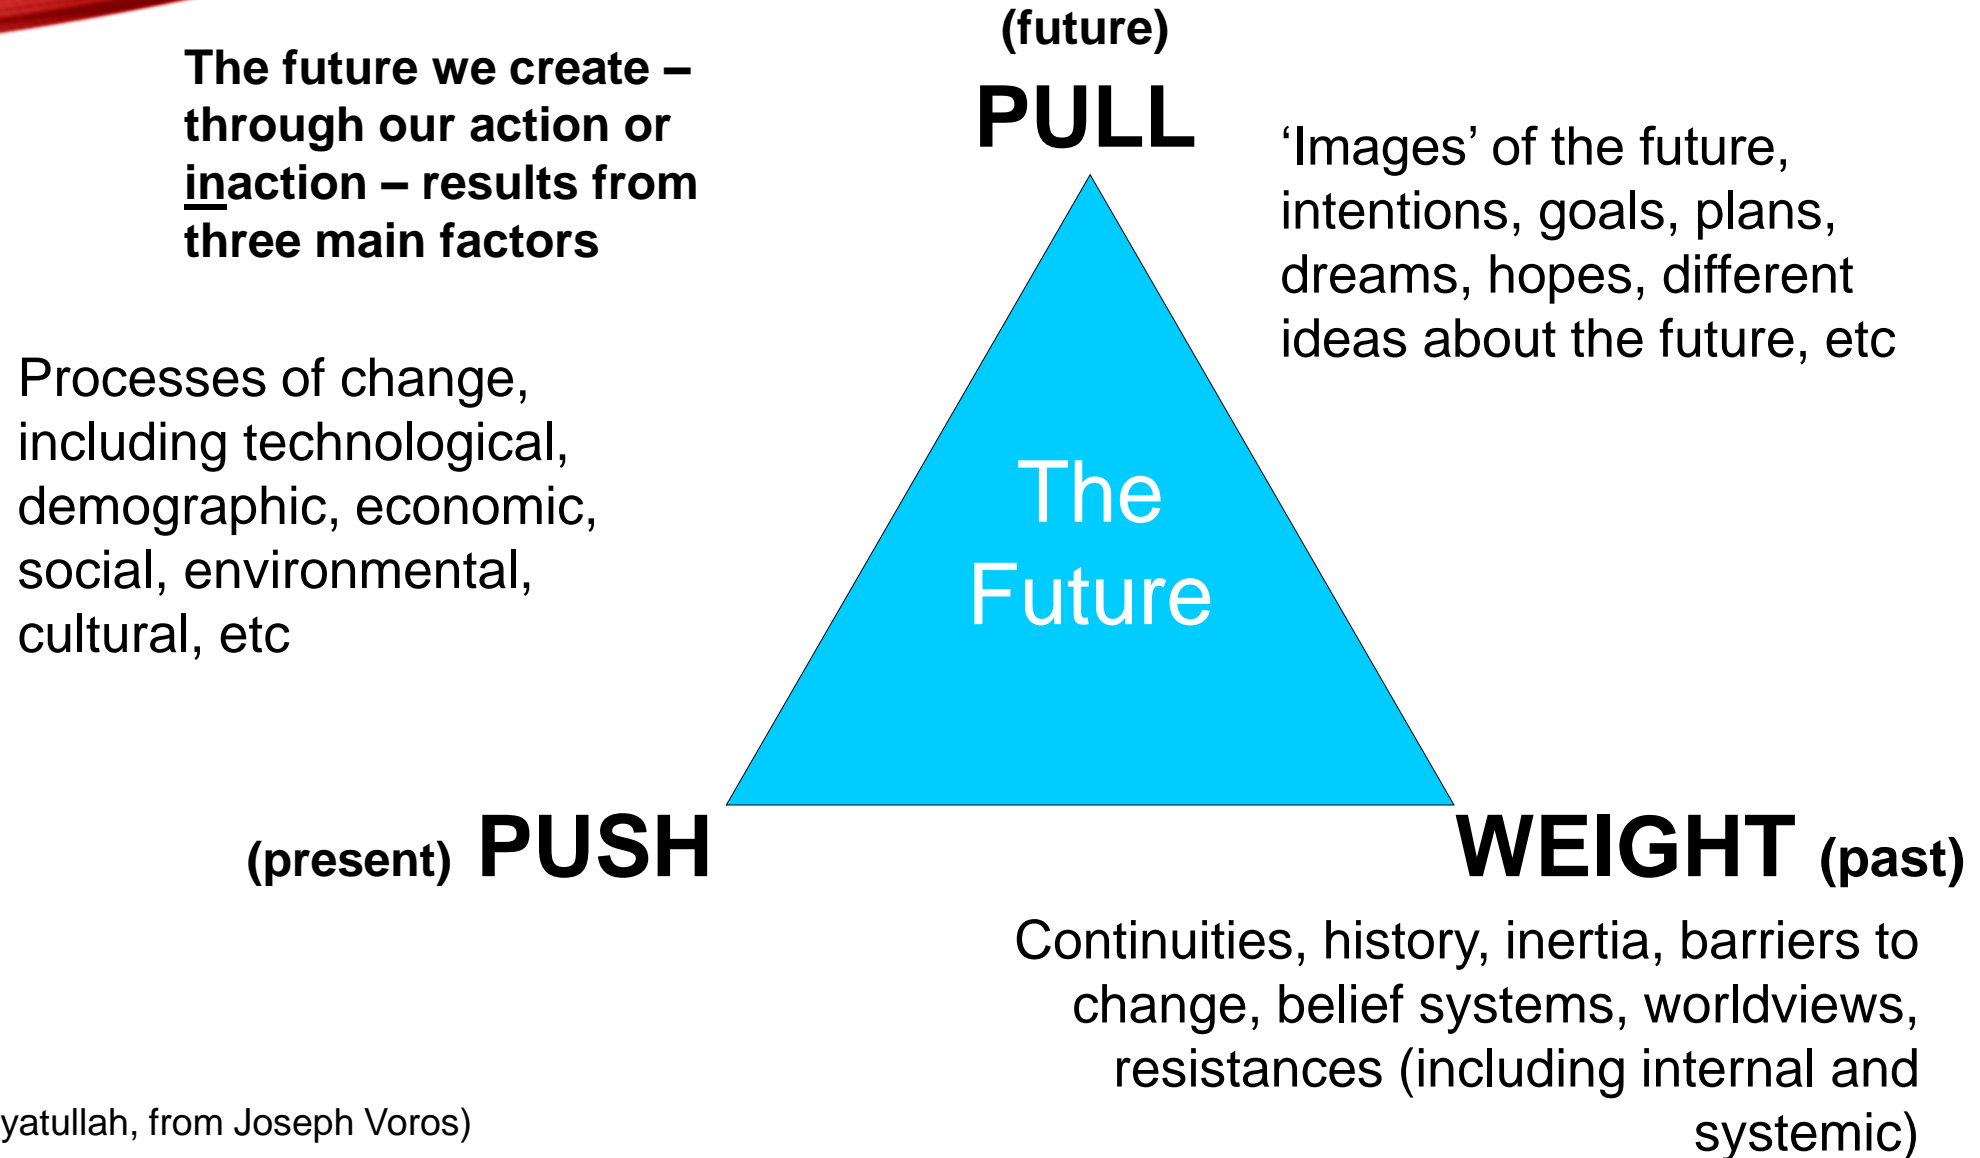 The future we create –
through our action or
inaction – results from
three main factors
(future)
PULL
‘Images’ of the future,
intentions, goals, plans,
dreams, hopes, different
ideas about the future, etc
Processes of change,
including technological,
demographic, economic,
social, environmental,
cultural, etc
The
Future
(present) PUSH
WEIGHT (past)
Continuities, history, inertia, barriers to
change, belief systems, worldviews,
resistances (including internal and
systemic)
yatullah, from Joseph Voros)